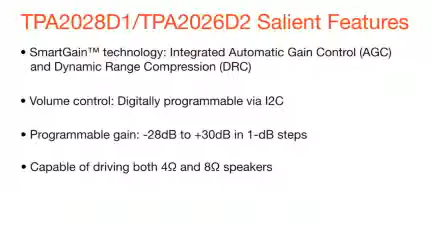 TPA2028D1/TPA2026D2 Salient Features
• SmartGain™ technology: Integrated Automatic Gain Control (AGC)
and Dynamic Range Compression (DRC)
• Volume control: Digitally programmable via I2C
• Programmable gain: -28dB to +30dB in 1-dB steps
• Capable of driving both 4Ω and 8Ω speakers